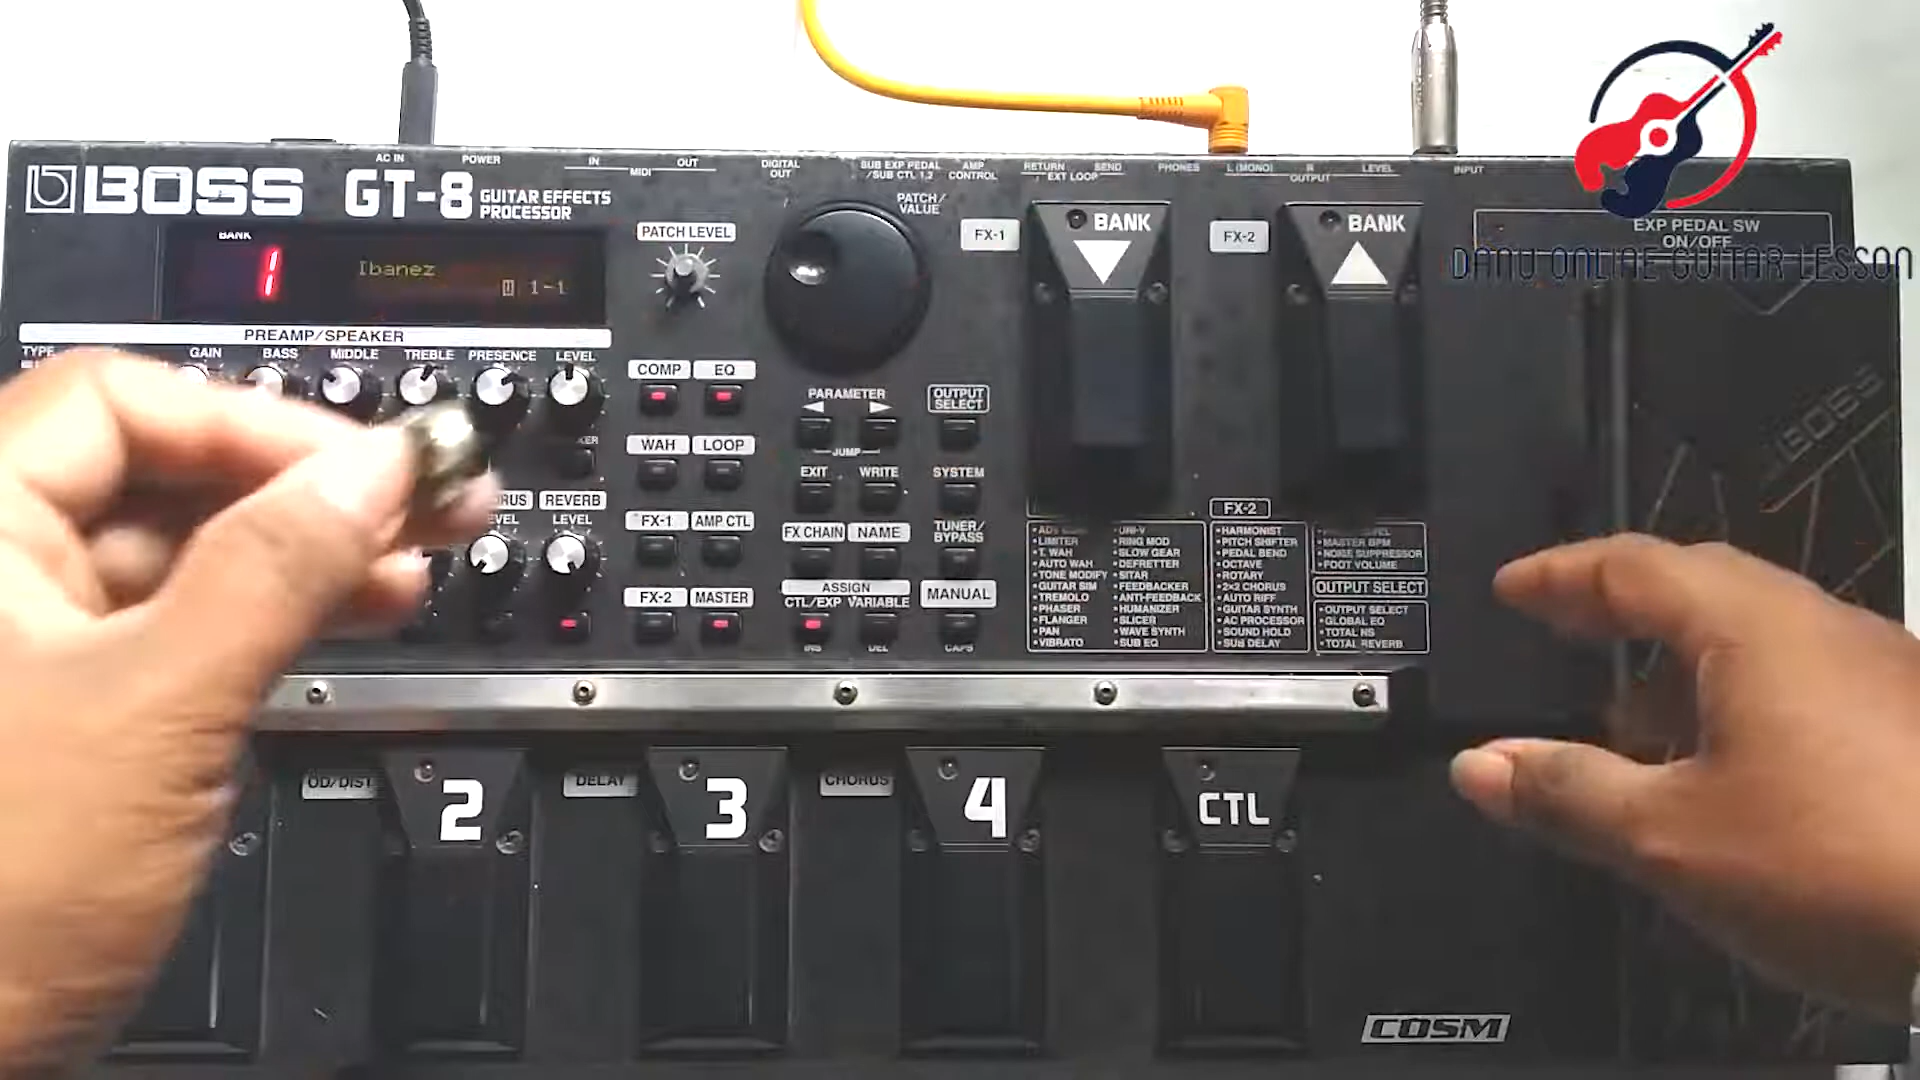 AC IN
POWER
IN
OUT
MIDI
DIGITAL
OUT
SUB EXP PEDAL
/SUB CTL 1,2
AMP
CONTROL
RETURN
SEND
EXT LOOP
PHONES
L (MONO)
R
OUTPUT
LEVEL
INPUT
BOSS
GT-8
GUITAR EFFECTS
PROCESSOR
BANK
1
Ibanez
1-1
PATCH LEVEL
PATCH/
VALUE
FX-1
BANK
FX-2
BANK
EXP PEDAL SW
ON/OFF
DANU ONLINE GUITAR LESSON
PREAMP/SPEAKER
TYPE
GAIN
BASS
MIDDLE
TREBLE
PRESENCE
LEVEL
COMP
EQ
WAH
LOOP
FX-1
AMP CTL
FX-2
MASTER
REVERB
LEVEL
PARAMETER
JUMP
EXIT
WRITE
FX CHAIN
NAME
ASSIGN
CTL/EXP
VARIABLE
INS
DEL
OUTPUT
SELECT
SYSTEM
TUNER/
BYPASS
MANUAL
CAPS
• LIMITER
• T. WAH
• AUTO WAH
• TONE MODIFY
• GUITAR SIM
• TREMOLO
• PHASER
• FLANGER
• PAN
• VIBRATO
• UNI-V
• RING MOD
• SLOW GEAR
• DEFRETTER
• SITAR
• FEEDBACKER
• ANTI-FEEDBACK
• HUMANIZER
• SLICER
• WAVE SYNTH
• SUB EQ
FX-2
• HARMONIST
• PITCH SHIFTER
• PEDAL BEND
• OCTAVE
• ROTARY
• 2×2 CHORUS
• AUTO RIFF
• GUITAR SYNTH
• AC PROCESSOR
• SOUND HOLD
• SUB DELAY
• MASTER BPM
• NOISE SUPPRESSOR
• FOOT VOLUME
OUTPUT SELECT
• OUTPUT SELECT
• GLOBAL EQ
• TOTAL NS
• TOTAL REVERB
BOSS
OD/DIST
2
DELAY
3
CHORUS
4
CTL
COSM